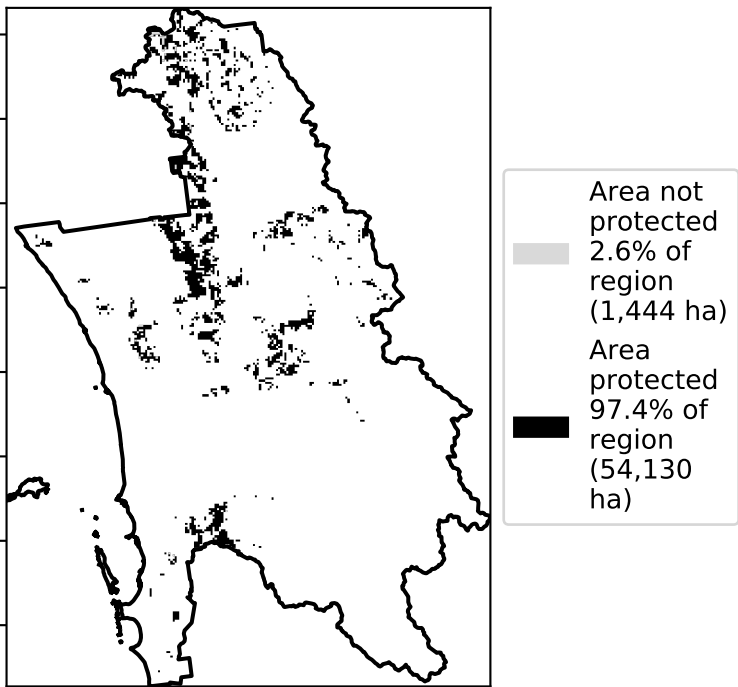 Area not
protected
2.6% of
region
(1,444 ha)
Area
protected
97.4% of
region
(54,130
ha)